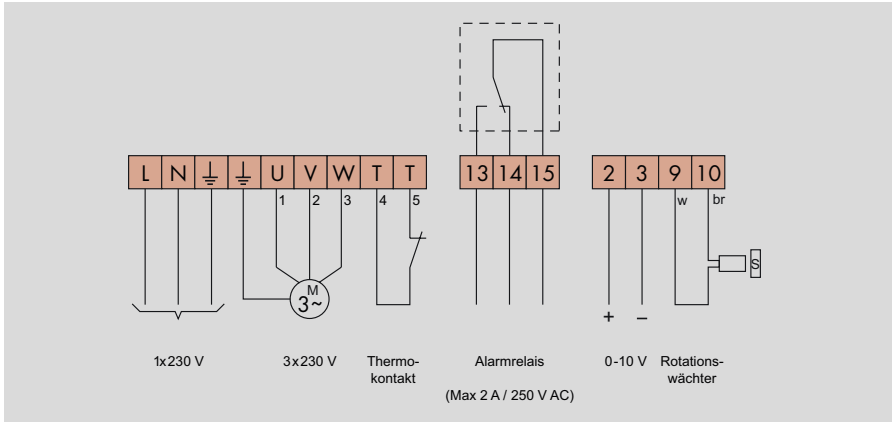 L N U V W T T
1 2 3 4 5
13 14 15
2 3 9 10
w br
M
3~
S
+ –
1x230 V
3x230 V
Thermo-
kontakt
Alarmrelais
(Max 2 A / 250 V AC)
0-10 V
Rotations-
wächter